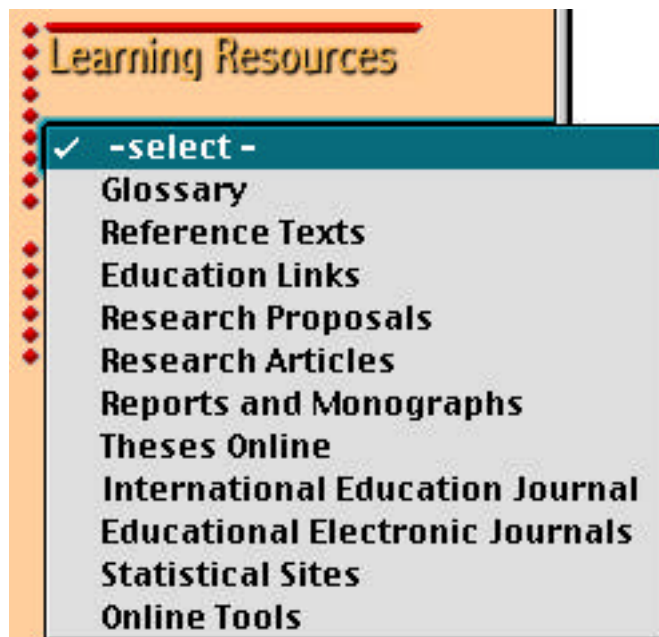 Learning Resources
-select -
Glossary
Reference Texts
Education Links
Research Proposals
Research Articles
Reports and Monographs
Theses Online
International Education Journal
Educational Electronic Journals
Statistical Sites
Online Tools